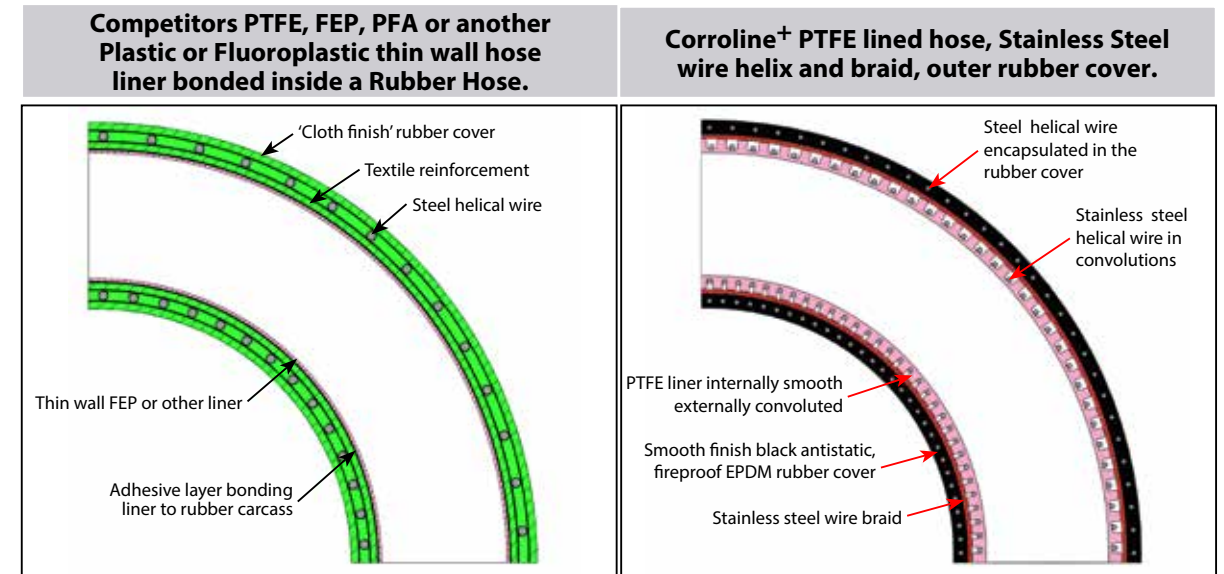 Competitors PTFE, FEP, PFA or another
Plastic or Fluoroplastic thin wall hose
liner bonded inside a Rubber Hose.
Corroline+ PTFE lined hose, Stainless Steel
wire helix and braid, outer rubber cover.
'Cloth finish' rubber cover
Textile reinforcement
Steel helical wire
Thin wall FEP or other liner
Adhesive layer bonding
liner to rubber carcass
Steel helical wire
encapsulated in the
rubber cover
Stainless steel
helical wire in
convolutions
PTFE liner internally smooth
externally convoluted
Smooth finish black antistatic,
fireproof EPDM rubber cover
Stainless steel wire braid